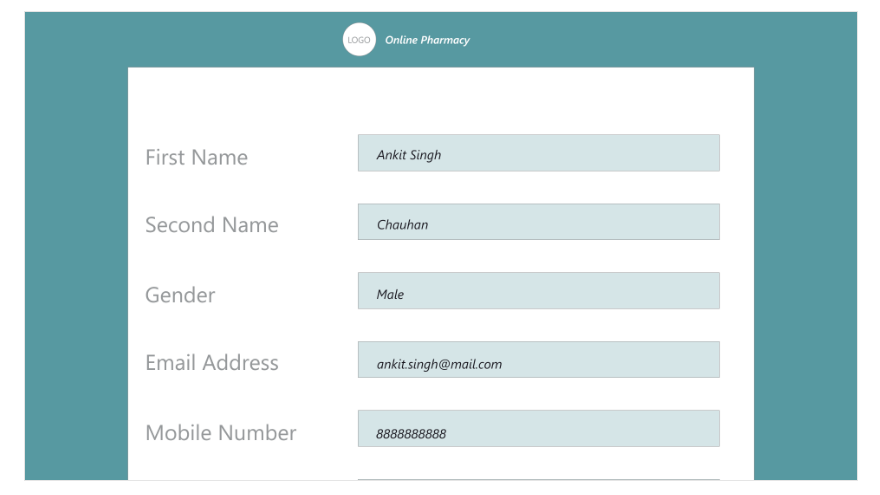 LOGO Online Pharmacy
First Name Ankit Singh
Second Name Chauhan
Gender Male
Email Address ankit.singh@mail.com
Mobile Number 8888888888